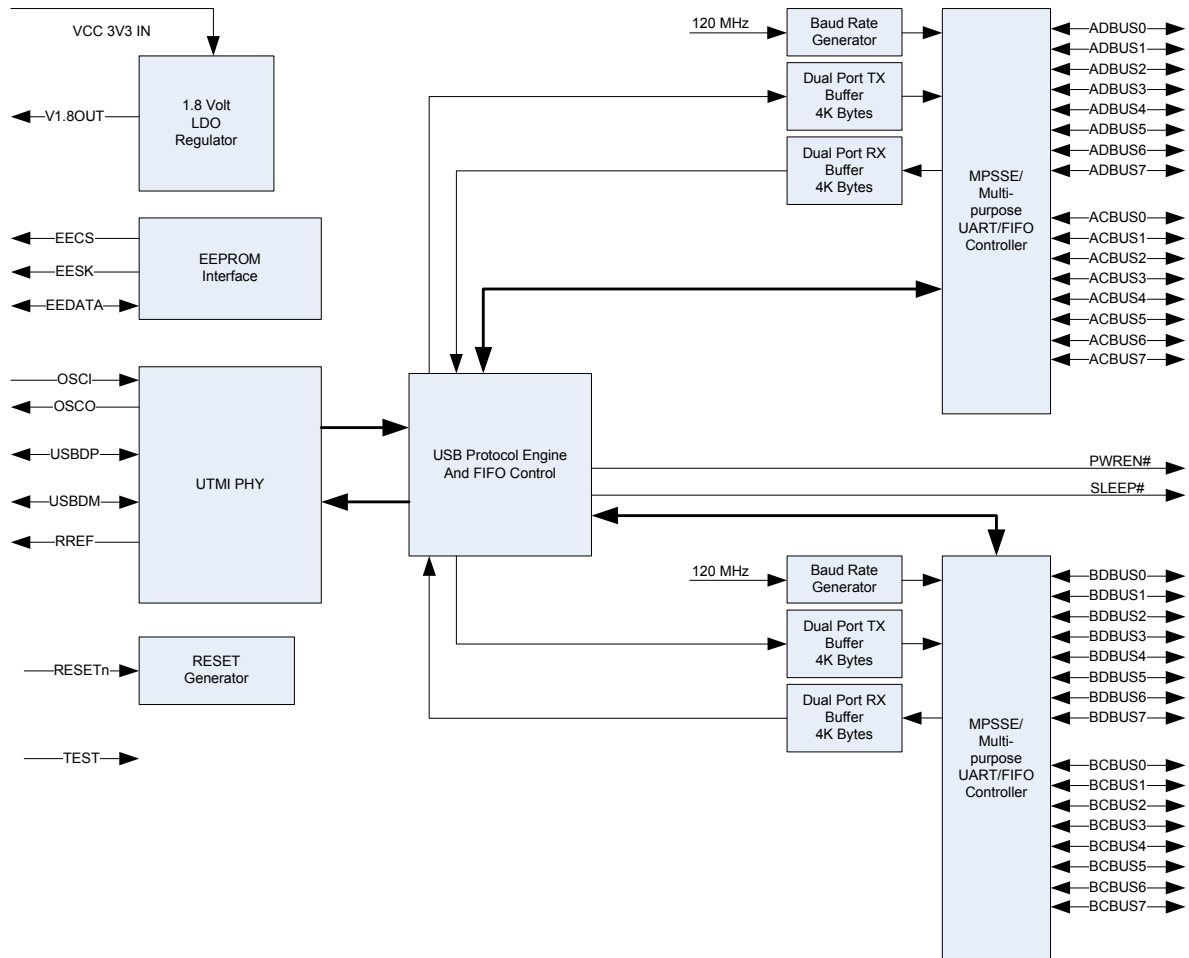 VCC 3V3 IN
1.8 Volt
LDO
Regulator
V1.8OUT
EEPROM
Interface
EECS
EESK
EEDATA
UTMI PHY
OSCI
OSCO
USBDP
USBDM
RREF
RESET
Generator
RESETn
TEST
USB Protocol Engine
And FIFO Control
120 MHz
Baud Rate
Generator
Dual Port TX
Buffer
4K Bytes
Dual Port RX
Buffer
4K Bytes
MPSSE/
Multi-
purpose
UART/FIFO
Controller
ADBUS0
ADBUS1
ADBUS2
ADBUS3
ADBUS4
ADBUS5
ADBUS6
ADBUS7
ACBUS0
ACBUS1
ACBUS2
ACBUS3
ACBUS4
ACBUS5
ACBUS6
ACBUS7
PWREN#
SLEEP#
120 MHz
Baud Rate
Generator
Dual Port TX
Buffer
4K Bytes
Dual Port RX
Buffer
4K Bytes
MPSSE/
Multi-
purpose
UART/FIFO
Controller
BDBUS0
BDBUS1
BDBUS2
BDBUS3
BDBUS4
BDBUS5
BDBUS6
BDBUS7
BCBUS0
BCBUS1
BCBUS2
BCBUS3
BCBUS4
BCBUS5
BCBUS6
BCBUS7